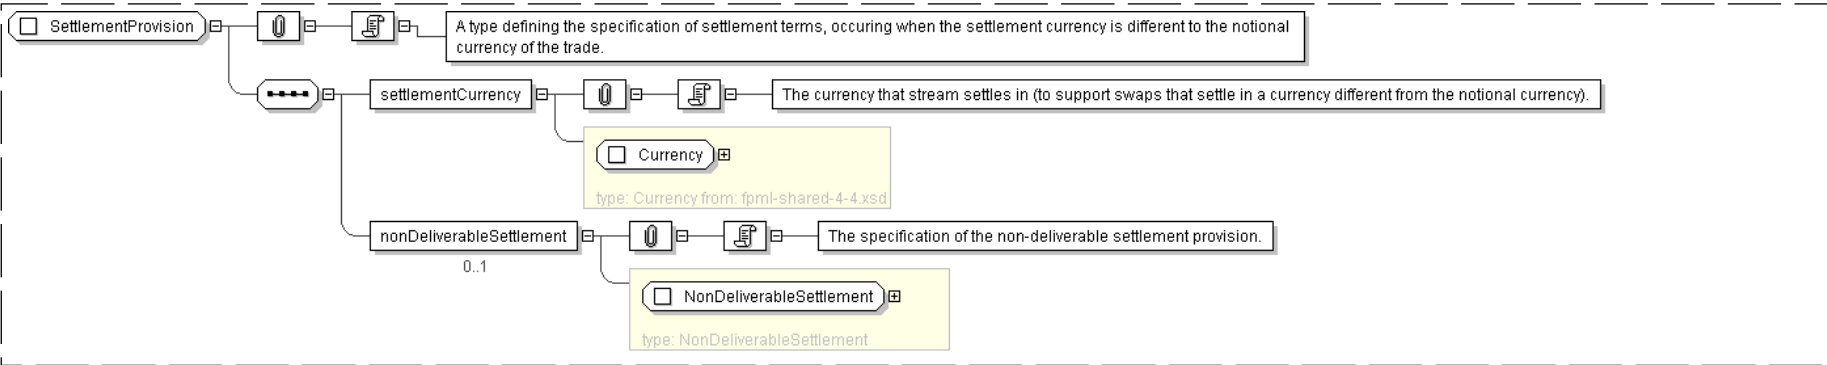 SettlementProvision
A type defining the specification of settlement terms, occuring when the settlement currency is different to the notional
currency of the trade.
settlementCurrency
The currency that stream settles in (to support swaps that settle in a currency different from the notional currency).
Currency
type: Currency from: fpml-shared-4-4.xsd
nonDeliverableSettlement
The specification of the non-deliverable settlement provision.
0..1
NonDeliverableSettlement
type: NonDeliverableSettlement